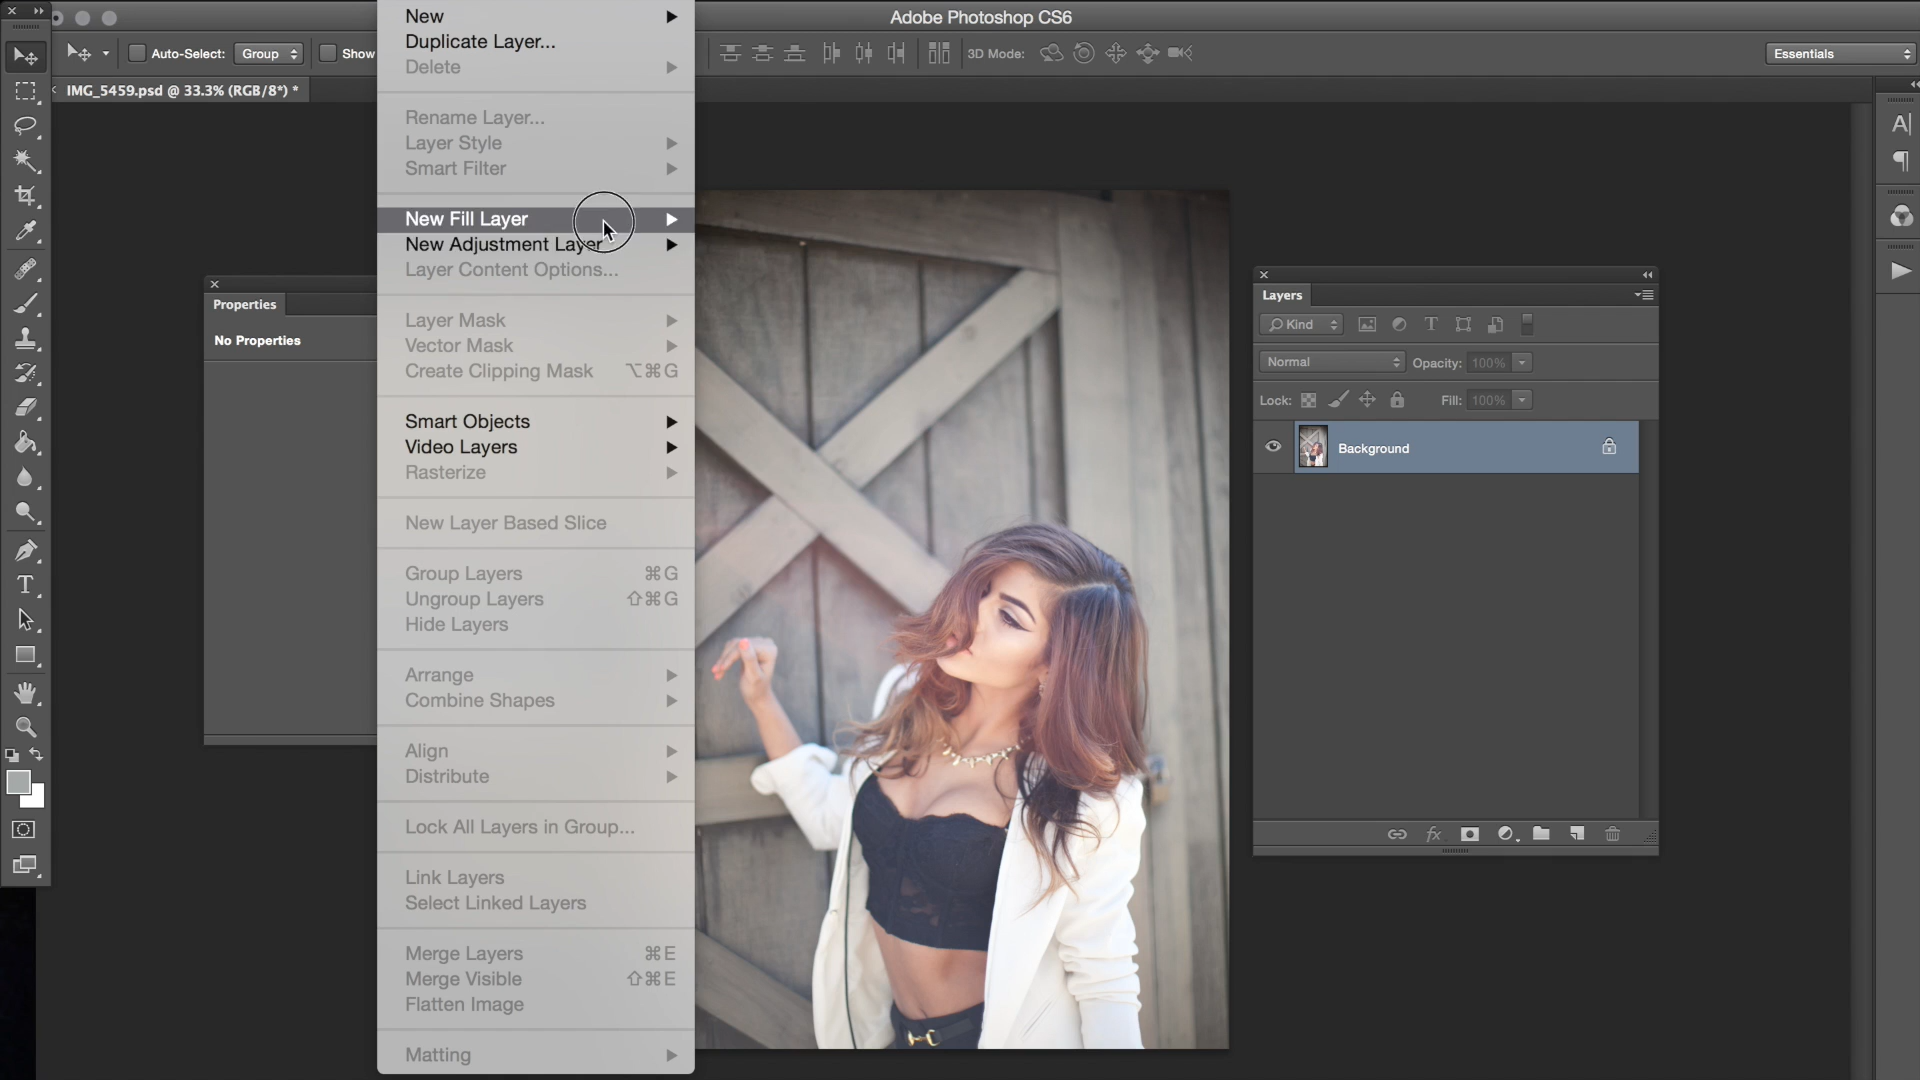 Adobe Photoshop CS6
Auto-Select: Group Show 3D Mode: Essentials
IMG_5459.psd @ 33.3% (RGB/8*) *
New
Duplicate Layer...
Delete
Rename Layer...
Layer Style
Smart Filter
New Fill Layer
New Adjustment Layer
Layer Content Options...
Layer Mask
Vector Mask
Create Clipping Mask ⌥⌘G
Smart Objects
Video Layers
Rasterize
New Layer Based Slice
Group Layers ⌘G
Ungroup Layers ⇧⌘G
Hide Layers
Arrange
Combine Shapes
Align
Distribute
Lock All Layers in Group...
Link Layers
Select Linked Layers
Merge Layers ⌘E
Merge Visible ⇧⌘E
Flatten Image
Matting
Properties
No Properties
Layers
Kind
Normal Opacity: 100%
Lock: Fill: 100%
Background